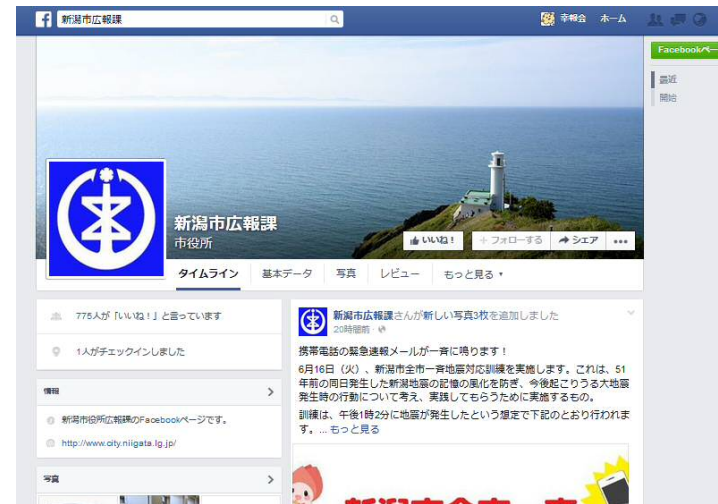 新潟市広報課
幸報会 ホーム
Facebookペー
最近
開始
新潟市広報課
市役所
いいね！ フォローする シェア
タイムライン 基本データ 写真 レビュー もっと見る
775人が「いいね！」と言っています
1人がチェックインしました
情報
新潟市役所広報課のFacebookページです。
http://www.city.niigata.lg.jp/
写真
新潟市広報課さんが新しい写真3枚を追加しました
20時間前
携帯電話の緊急速報メールが一斉に鳴ります！
6月16日（火）、新潟市全市一斉地震対応訓練を実施します。これは、51
年前の同日発生した新潟地震の記憶の風化を防ぎ、今後起こりうる大地震
発生時の行動について考え、実践してもらうために実施するもの。
訓練は、午後1時2分に地震が発生したという想定で下記のとおり行われま
す。... もっと見る